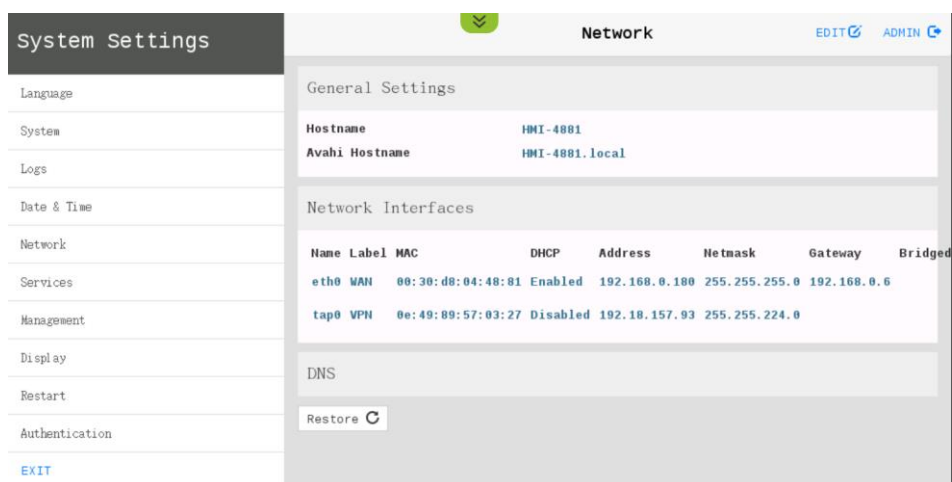 System Settings
Language
System
Logs
Date & Time
Network
Services
Management
Display
Restart
Authentication
EXIT
Network
EDIT
ADMIN
General Settings
Hostname HMI-4881
Avahi Hostname HMI-4881.local
Network Interfaces
Name Label MAC DHCP Address Netmask Gateway Bridged
eth0 WAN 00:30:d8:04:48:81 Enabled 192.168.0.180 255.255.255.0 192.168.0.6
tap0 VPN 0e:49:89:57:03:27 Disabled 192.18.157.93 255.255.224.0
DNS
Restore